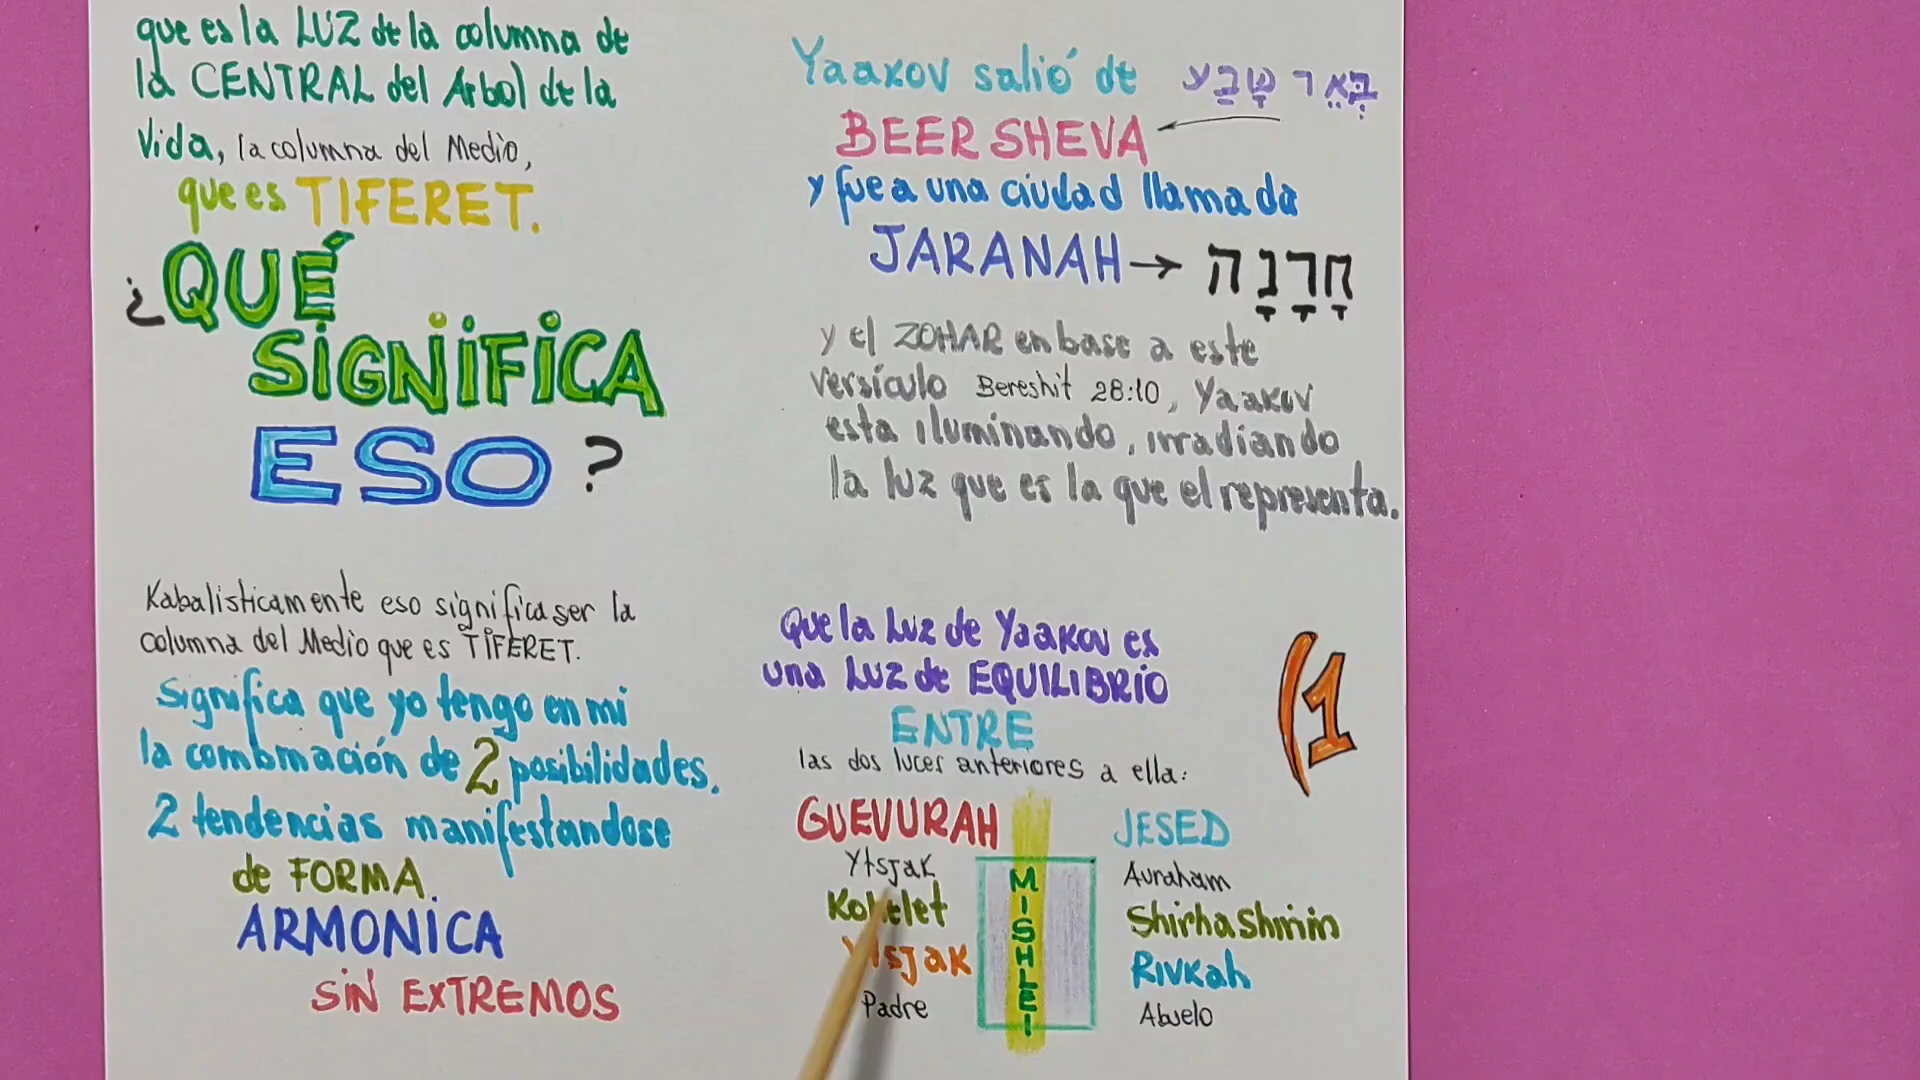 que es la LUZ de la columna de
la CENTRAL del Arbol de la
Vida, la columna del Medio,
que es TIFERET.
¿QUÉ
SIGNIFICA
ESO?
Kabalisticamente eso significa ser la
columna del Medio que es TIFERET.
Significa que yo tengo en mi
la combinación de 2 posibilidades.
2 tendencias manifestandose
de FORMA
ARMONICA
SIN EXTREMOS
Yaakov salió de בְּאֵר שָׁבַע
BEER SHEVA
y fue a una ciudad llamada
JARANAH → חָרָנָה
y el ZOHAR en base a este
versículo Bereshit 28:10, Yaakov
esta iluminando, irradiando
la luz que es la que el representa.
Que la Luz de Yaakov es
una Luz de EQUILIBRIO
ENTRE
las dos luces anteriores a ella:
(1
GUEVURAH
Ytsjak
Kohelet
Ytsjak
Padre
MISHLEI
JESED
Avraham
Shirhashirim
Rivkah
Abuelo